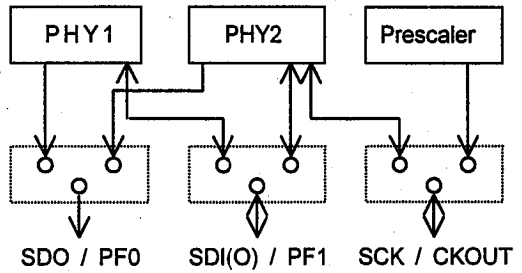 PHY1
PHY2
Prescaler
SDO / PF0
SDI(O) / PF1
SCK / CKOUT